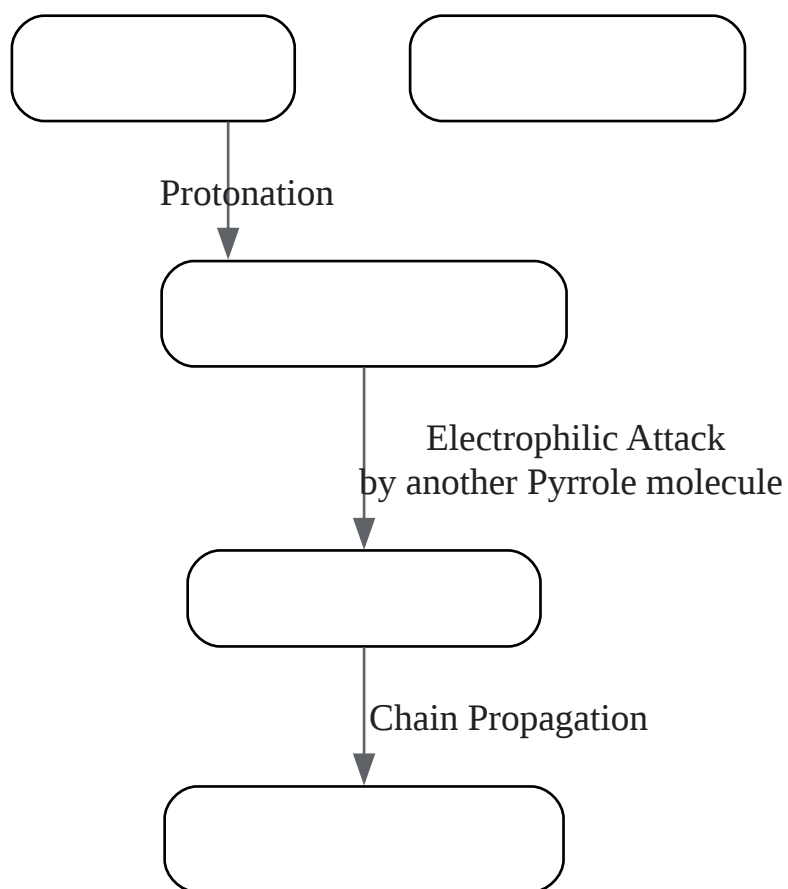 Protonation
Electrophilic Attack
by another Pyrrole molecule
Chain Propagation